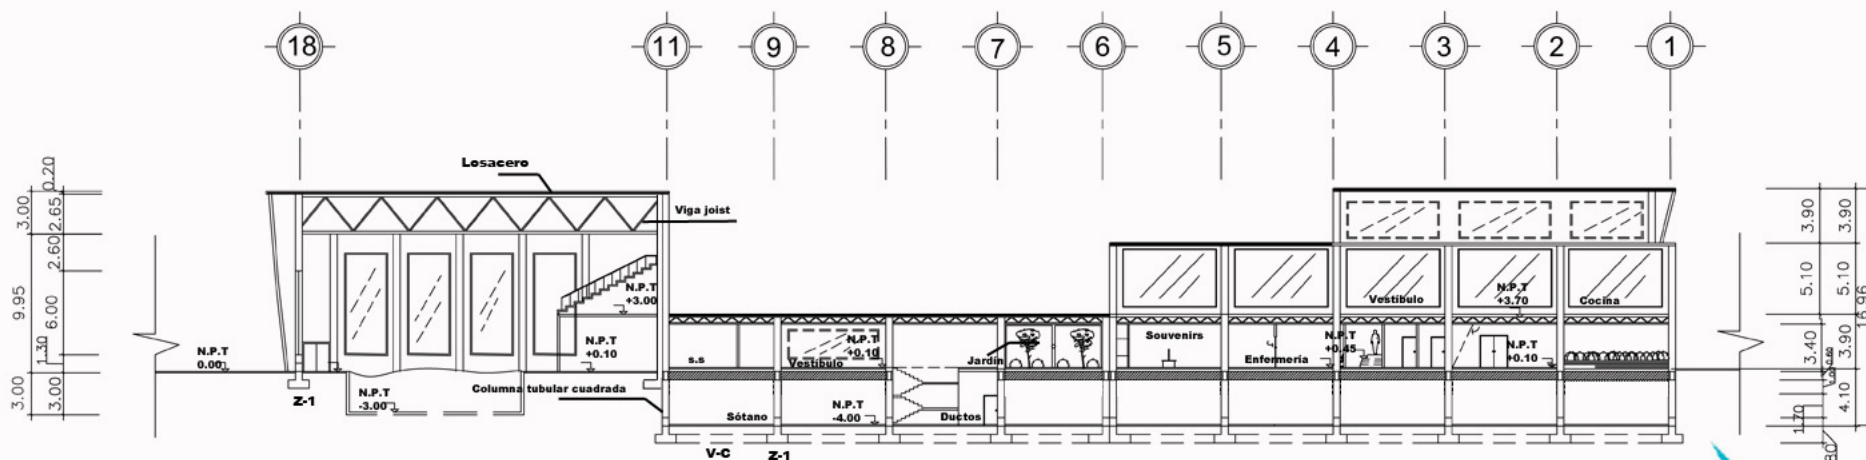 18
11
9
8
7
6
5
4
3
2
1
Losacero
Viga joist
N.P.T
+3.00
N.P.T
+0.10
N.P.T
0.00
N.P.T
-3.00
Z-1
Columna tubular cuadrada
s.s
Vestíbulo
N.P.T
+0.10
Jardín
Souvenirs
Enfermería
N.P.T
+0.45
Vestíbulo
N.P.T
+3.70
Cocina
N.P.T
+0.10
Sótano
N.P.T
-4.00
Ductos
V-C
Z-1
0.20
3.00
2.65
2.60
9.95
6.00
1.30
3.00
3.00
3.90
3.90
5.10
5.10
16.96
3.40
3.90
4.10
1.70